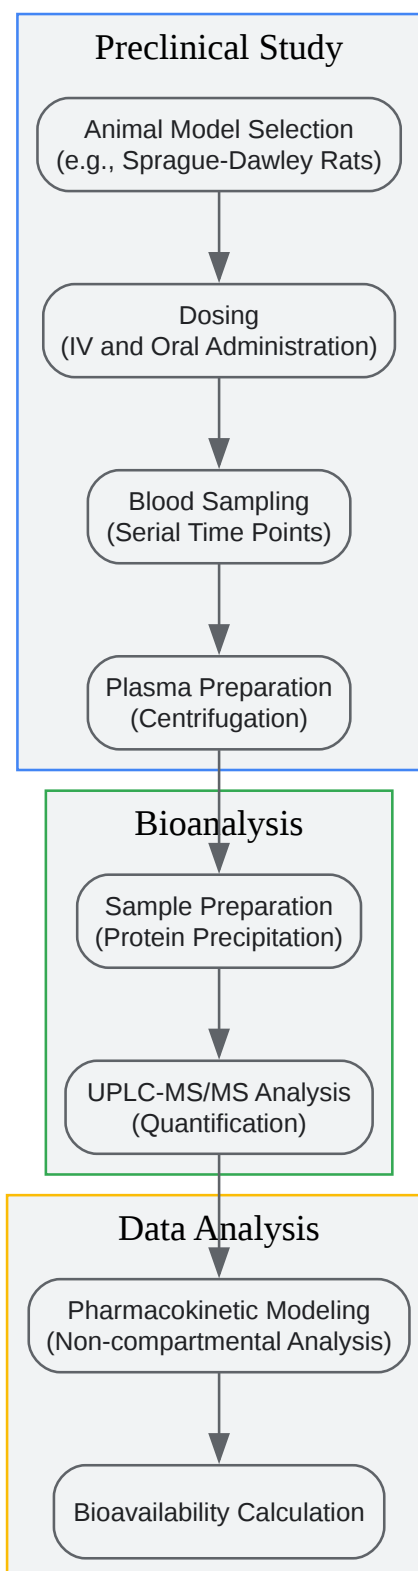 Preclinical Study
Animal Model Selection
(e.g., Sprague-Dawley Rats)
Dosing
(IV and Oral Administration)
Blood Sampling
(Serial Time Points)
Plasma Preparation
(Centrifugation)
Bioanalysis
Sample Preparation
(Protein Precipitation)
UPLC-MS/MS Analysis
(Quantification)
Data Analysis
Pharmacokinetic Modeling
(Non-compartmental Analysis)
Bioavailability Calculation